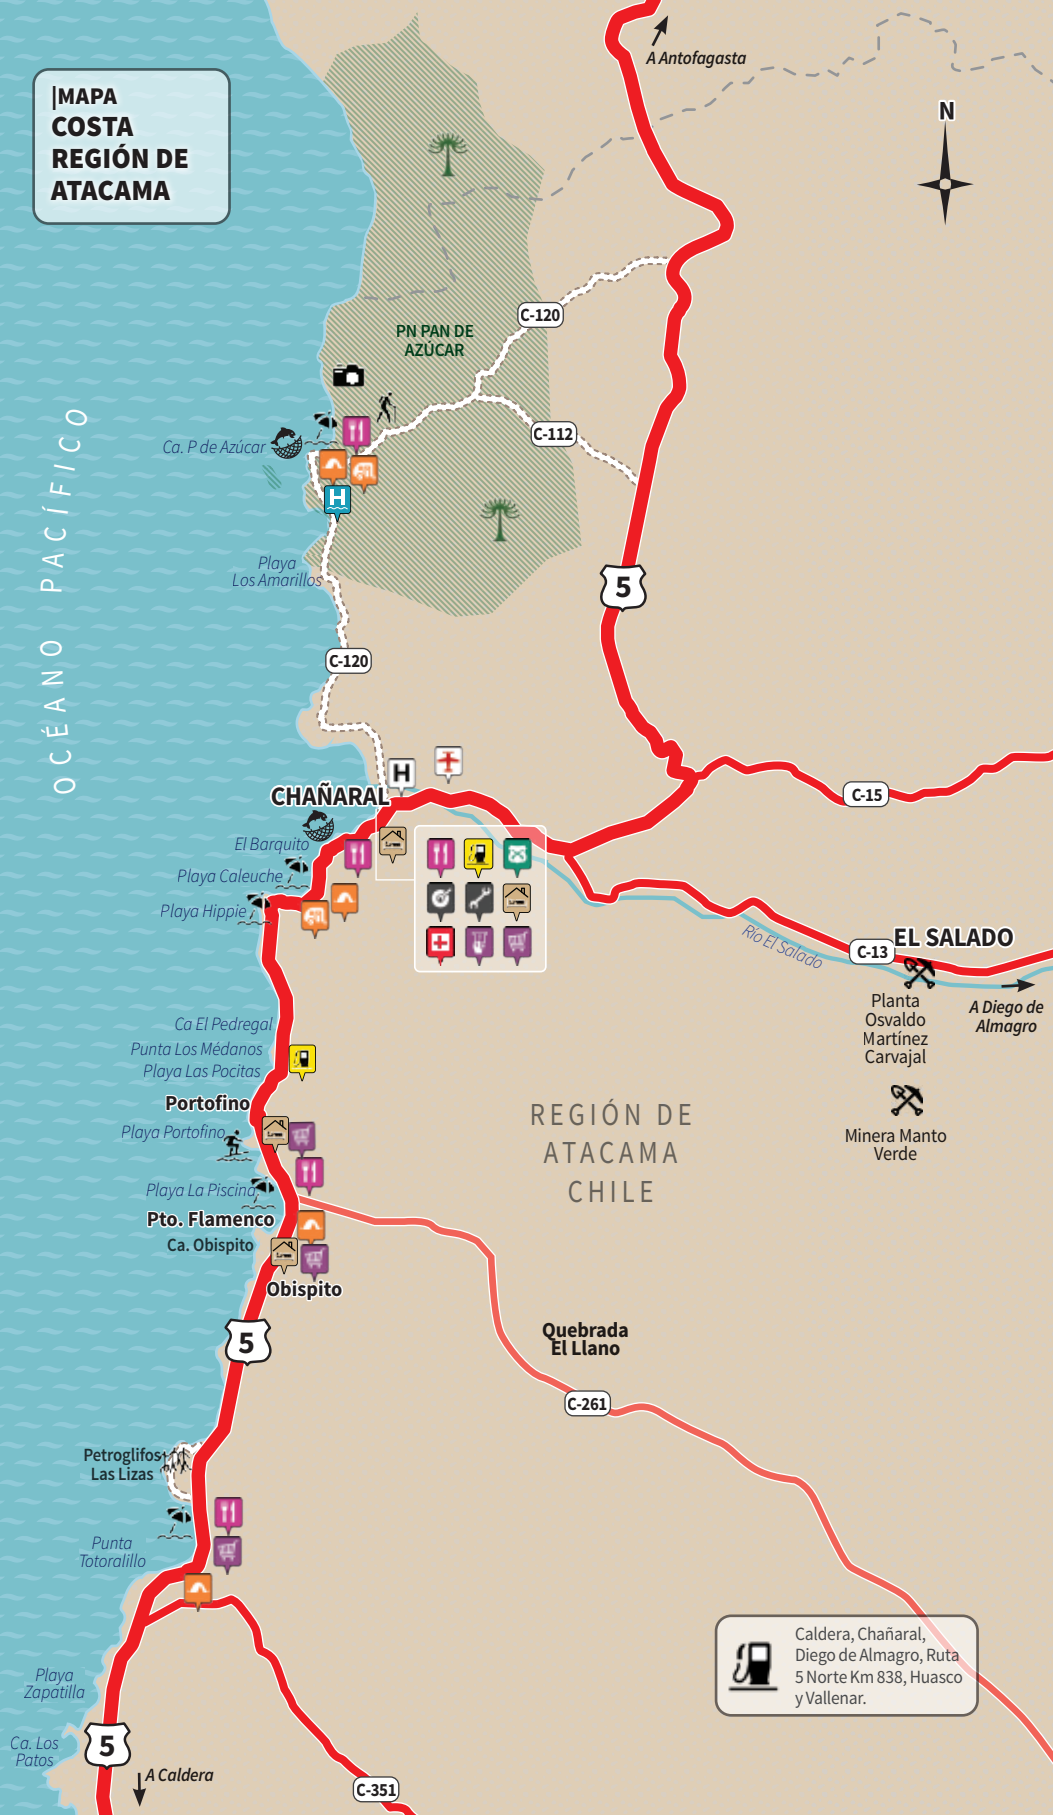 |MAPA
COSTA
REGIÓN DE
ATACAMA
A Antofagasta
N
C-120
PN PAN DE
AZÚCAR
C-112
Ca. P de Azúcar
H
OCÉANO PACÍFICO
Playa
Los Amarillos
5
C-120
H
CHAÑARAL
C-15
El Barquito
Playa Caleuche
Playa Hippie
Río El Salado
C-13
EL SALADO
Planta
Osvaldo
Martínez
Carvajal
A Diego de
Almagro
Ca El Pedregal
Punta Los Médanos
Playa Las Pocitas
Portofino
Playa Portofino
REGIÓN DE
ATACAMA
CHILE
Minera Manto
Verde
Playa La Piscina
Pto. Flamenco
Ca. Obispito
Obispito
5
Quebrada
El Llano
C-261
Petroglifos
Las Lizas
Punta
Totoralillo
Caldera, Chañaral,
Diego de Almagro, Ruta
5 Norte Km 838, Huasco
y Vallenar.
Playa
Zapatilla
Ca. Los
Patos
5
A Caldera
C-351